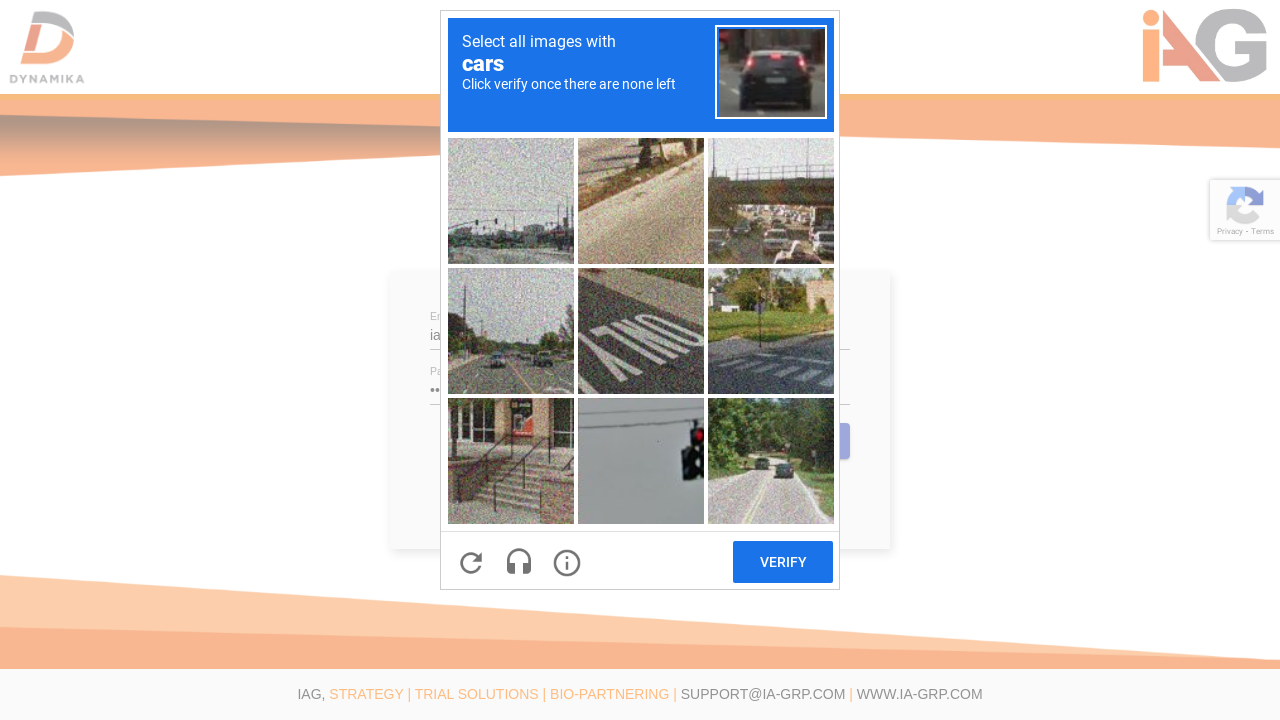 DYNAMIKA
iAG
Select all images with
cars
Click verify once there are none left
ONLY
Privacy - Terms
VERIFY
IAG, STRATEGY | TRIAL SOLUTIONS | BIO-PARTNERING | SUPPORT@IA-GRP.COM | WWW.IA-GRP.COM